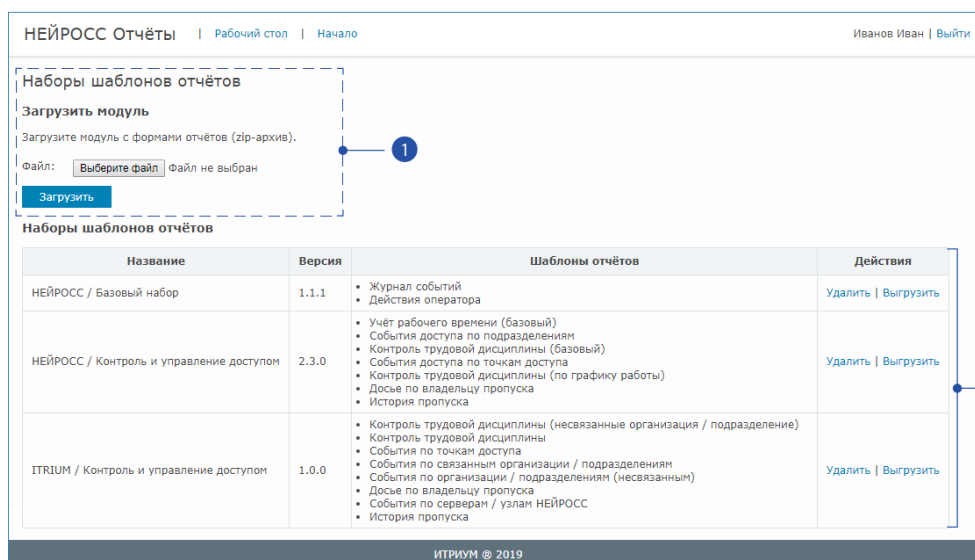 НЕЙРОСС Отчёты | Рабочий стол | Начало Иванов Иван | Выйти
Наборы шаблонов отчётов
Загрузить модуль
Загрузите модуль с формами отчётов (zip-архив).
1
Файл: Выберите файл Файл не выбран
Загрузить
Наборы шаблонов отчётов
Название Версия Шаблоны отчётов Действия
НЕЙРОСС / Базовый набор 1.1.1
• Журнал событий
• Действия оператора
Удалить | Выгрузить
НЕЙРОСС / Контроль и управление доступом 2.3.0
• Учёт рабочего времени (базовый)
• События доступа по подразделениям
• Контроль трудовой дисциплины (базовый)
• События доступа по точкам доступа
• Контроль трудовой дисциплины (по графику работы)
• Досье по владельцу пропуска
• История пропуска
Удалить | Выгрузить
ITRIUM / Контроль и управление доступом 1.0.0
• Контроль трудовой дисциплины (несвязанные организация / подразделение)
• Контроль трудовой дисциплины
• События по точкам доступа
• События по связанным организации / подразделениям
• События по организации / подразделениям (несвязанным)
• Досье по владельцу пропуска
• События по серверам / узлам НЕЙРОСС
• История пропуска
Удалить | Выгрузить
ИТРИУМ ® 2019